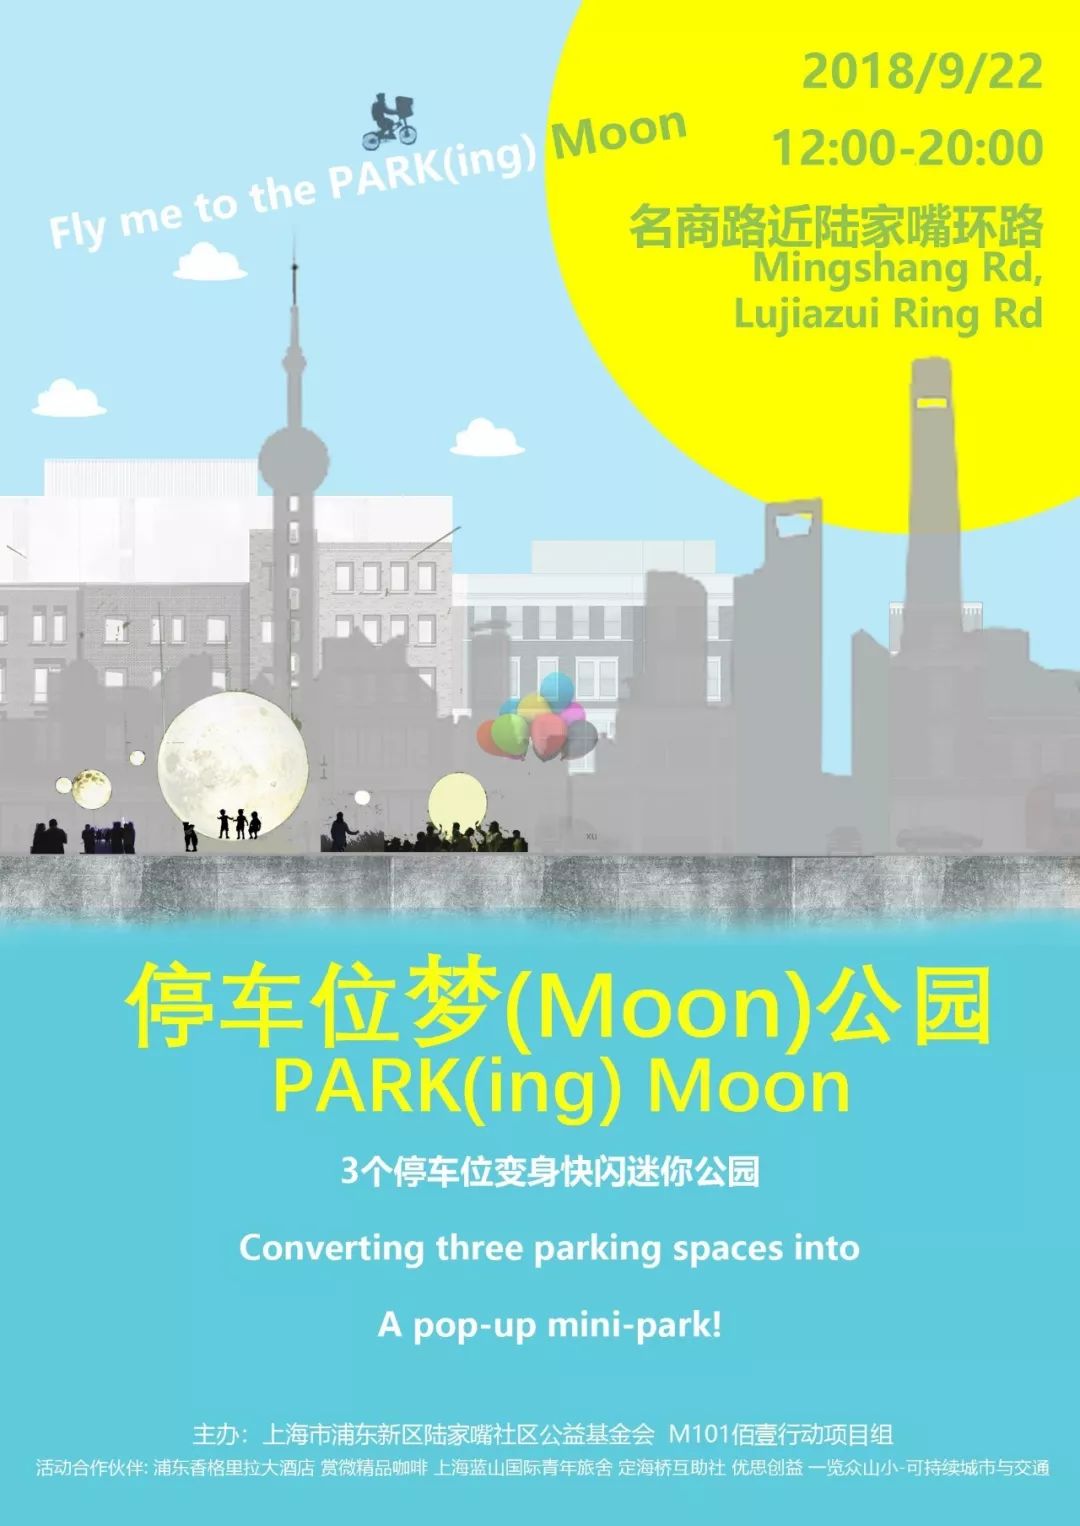 2018/9/22
12:00-20:00
Fly me to the PARK(ing) Moon
名商路近陆家嘴环路
Mingshang Rd,
Lujiazui Ring Rd
xu
停车位梦(Moon)公园
PARK(ing) Moon
3个停车位变身快闪迷你公园
Converting three parking spaces into
A pop-up mini-park!
主办：上海市浦东新区陆家嘴社区公益基金会 M101佰壹行动项目组
活动合作伙伴: 浦东香格里拉大酒店 赏微精品咖啡 上海蓝山国际青年旅舍 定海桥互助社 优思创益 一览众山小-可持续城市与交通